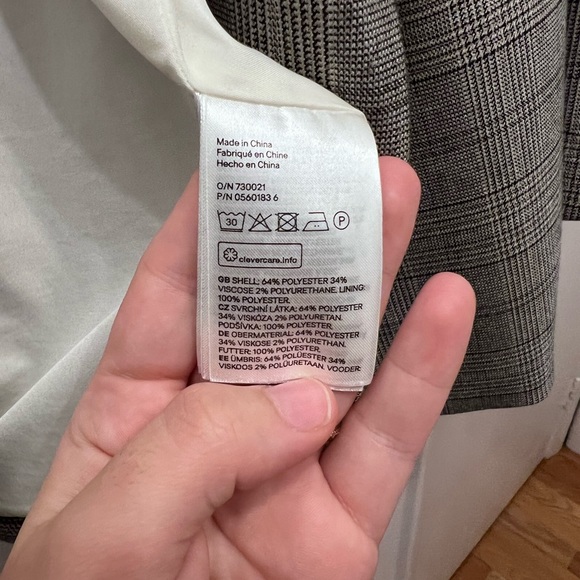 Made in China
Fabriqué en Chine
Hecho en China
O/N 730021
P/N 0560183 6
30 P
clevercare.info
GB SHELL: 64% POLYESTER 34%
VISCOSE 2% POLYURETHANE. LINING:
100% POLYESTER.
CZ SVRCHNÍ LÁTKA: 64% POLYESTER
34% VISKÓZA 2% POLYURETAN.
PODŠÍVKA: 100% POLYESTER.
DE OBERMATERIAL: 64% POLYESTER
34% VISKOSE 2% POLYURETHAN.
FUTTER: 100% POLYESTER.
EE ÜMBRIS: 64% POLÜESTER 34%
VISKOOS 2% POLÜURETAAN. VOODER: